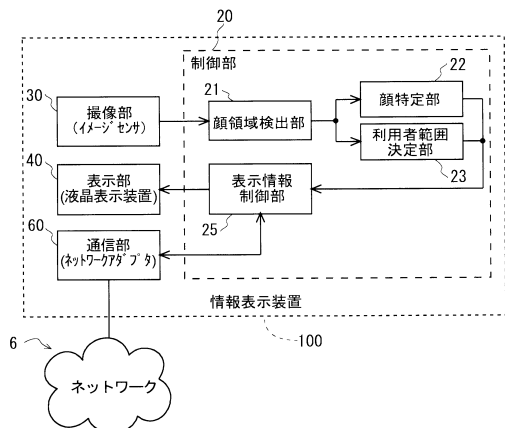 20
制御部
22
顔特定部
21
顔領域検出部
利用者範囲
決定部
23
30
撮像部
(イメージセンサ)
40
表示部
(液晶表示装置)
表示情報
制御部
25
60
通信部
(ネットワークアダプタ)
情報表示装置
100
6
ネットワーク